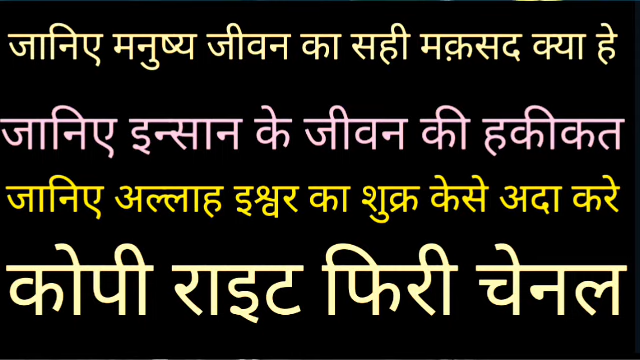 जानिए मनुष्य जीवन का सही मक़सद क्या हे
जानिए इन्सान के जीवन की हकीकत
जानिए अल्लाह इश्वर का शुक्र केसे अदा करे
कोपी राइट फिरी चेनल